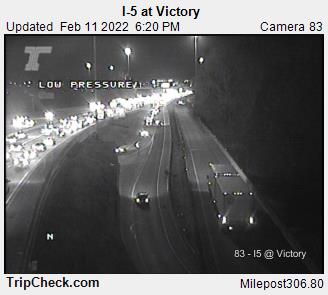 I-5 at Victory
Updated Feb 11 2022 6:20 PM Camera 83
LOW PRESSURE/
N
83 - I5 @ Victory
TripCheck.com Milepost306.80